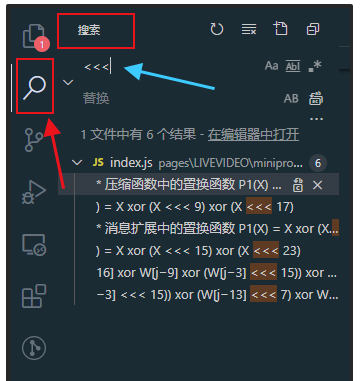 搜索
1
<<<
Aa
Abl
.*
替换
AB
...
1 文件中有 6 个结果 - 在编辑器中打开
JS index.js pages\LIVEVIDEO\minipro... 6
* 压缩函数中的置换函数 P1(X) ...
) = X xor (X <<< 9) xor (X <<< 17)
* 消息扩展中的置换函数 P1(X) = X xor (X...
) = X xor (X <<< 15) xor (X <<< 23)
16] xor W[j−9] xor (W[j−3] <<< 15)) xor ...
−3] <<< 15)) xor (W[j−13] <<< 7) xor W...